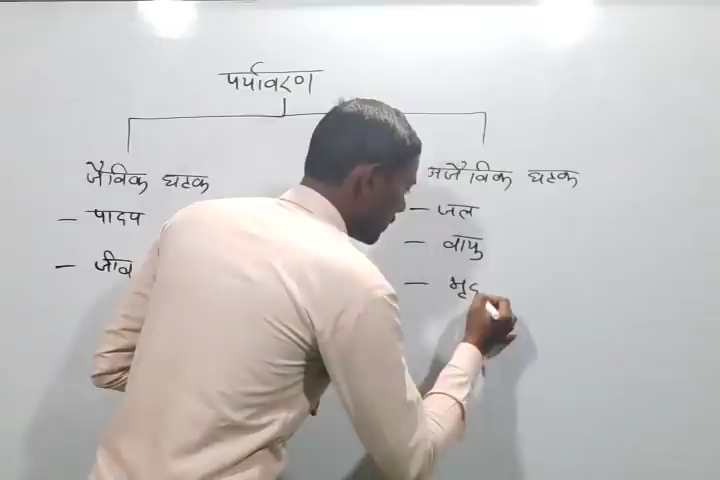 पर्यावरण
जैविक घटक
- पादप
- जीव
अजैविक घटक
- जल
- वायु
-